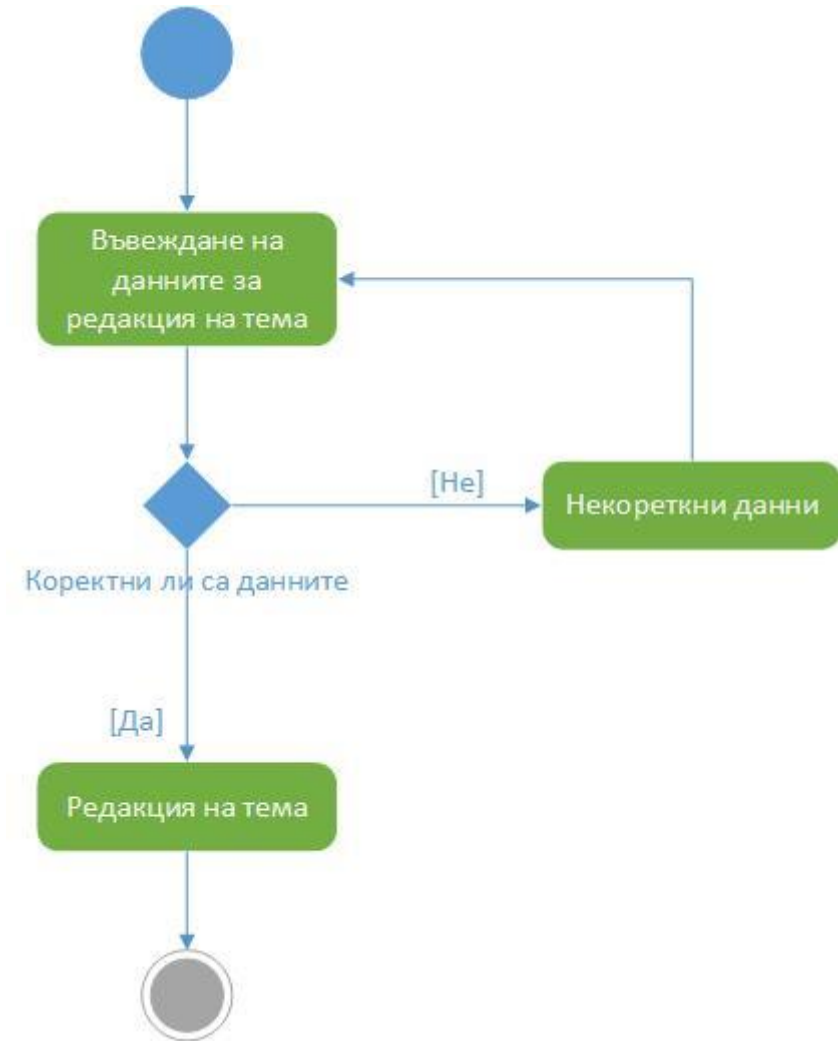 Въвеждане на
данните за
редакция на тема
[Не]
Некореткни данни
Коректни ли са данните
[Да]
Редакция на тема